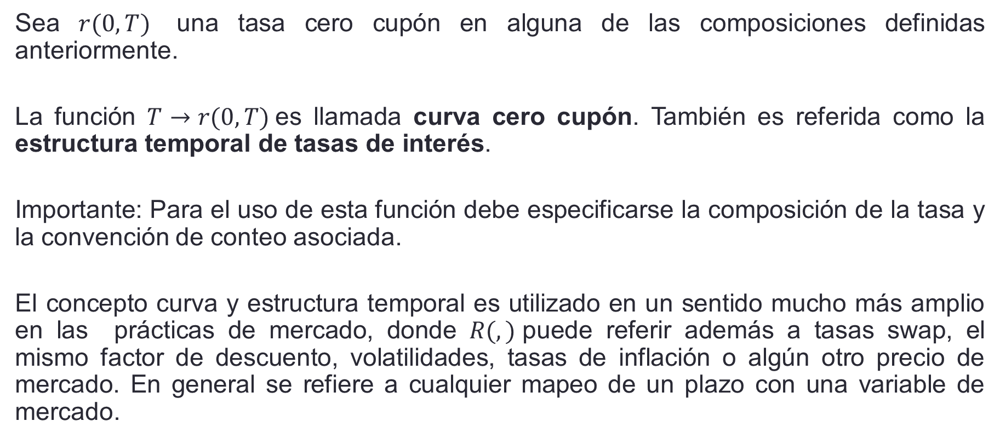 Sea r(0,T) una tasa cero cupón en alguna de las composiciones definidas
anteriormente.
La función T → r(0,T) es llamada curva cero cupón. También es referida como la
estructura temporal de tasas de interés.
Importante: Para el uso de esta función debe especificarse la composición de la tasa y
la convención de conteo asociada.
El concepto curva y estructura temporal es utilizado en un sentido mucho más amplio
en las prácticas de mercado, donde R(,) puede referir además a tasas swap, el
mismo factor de descuento, volatilidades, tasas de inflación o algún otro precio de
mercado. En general se refiere a cualquier mapeo de un plazo con una variable de
mercado.